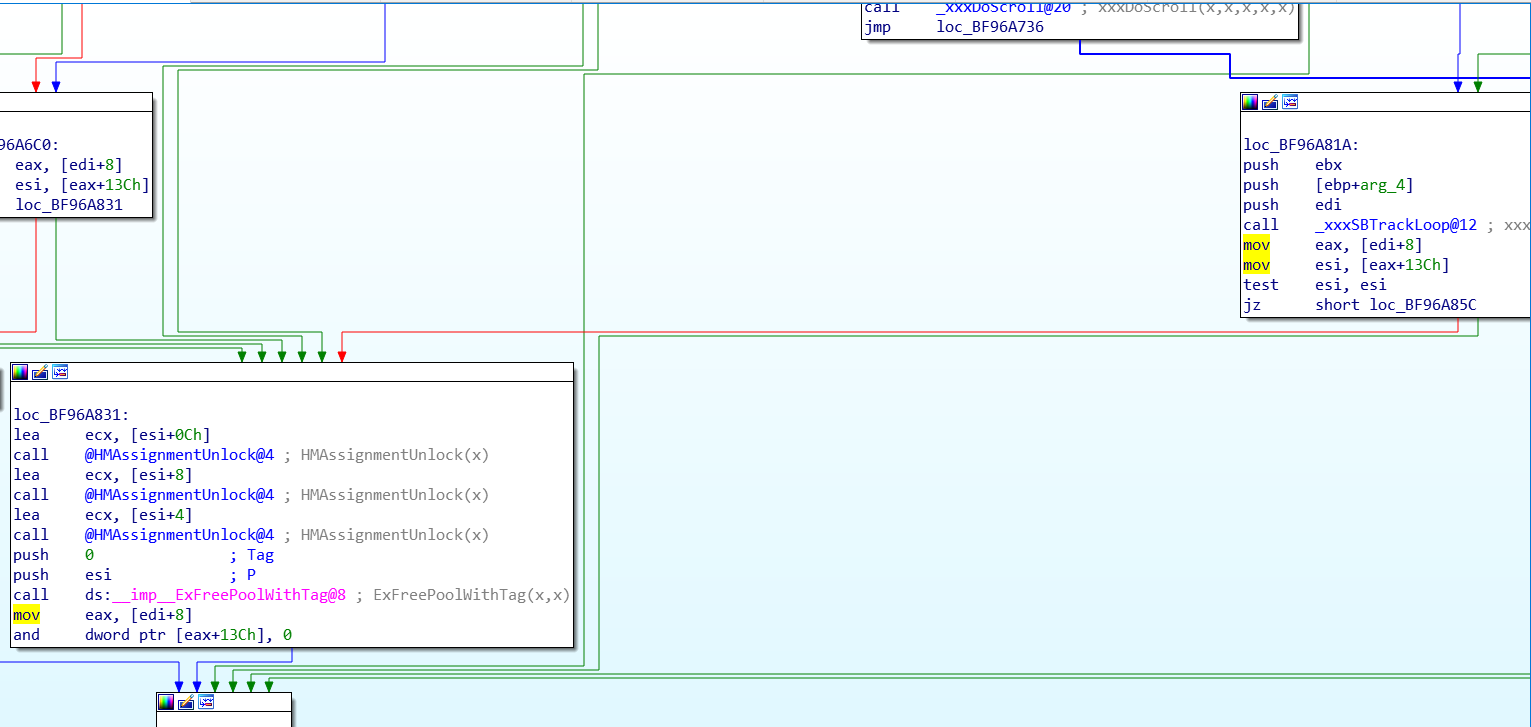 call _xxxDoScroll@20 ; xxxDoScroll(x,x,x,x,x)
jmp loc_BF96A736
96A6C0:
eax, [edi+8]
esi, [eax+13Ch]
loc_BF96A831
loc_BF96A81A:
push ebx
push [ebp+arg_4]
push edi
call _xxxSBTrackLoop@12 ; xxx
mov eax, [edi+8]
mov esi, [eax+13Ch]
test esi, esi
jz short loc_BF96A85C
loc_BF96A831:
lea ecx, [esi+0Ch]
call @HMAssignmentUnlock@4 ; HMAssignmentUnlock(x)
lea ecx, [esi+8]
call @HMAssignmentUnlock@4 ; HMAssignmentUnlock(x)
lea ecx, [esi+4]
call @HMAssignmentUnlock@4 ; HMAssignmentUnlock(x)
push 0 ; Tag
push esi ; P
call ds:__imp__ExFreePoolWithTag@8 ; ExFreePoolWithTag(x,x)
mov eax, [edi+8]
and dword ptr [eax+13Ch], 0